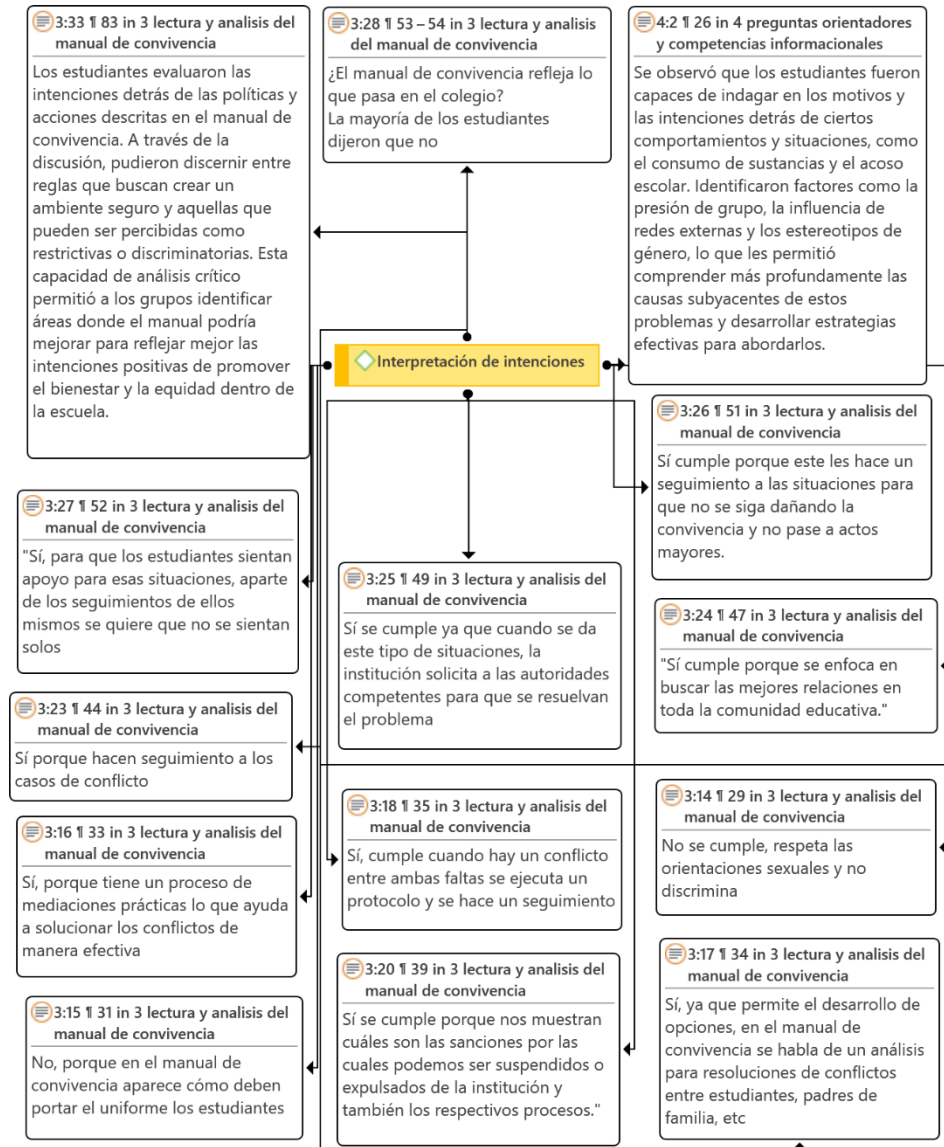 3:33 ¶ 83 in 3 lectura y analisis del
manual de convivencia
Los estudiantes evaluaron las
intenciones detrás de las políticas y
acciones descritas en el manual de
convivencia. A través de la
discusión, pudieron discernir entre
reglas que buscan crear un
ambiente seguro y aquellas que
pueden ser percibidas como
restrictivas o discriminatorias. Esta
capacidad de análisis crítico
permitió a los grupos identificar
áreas donde el manual podría
mejorar para reflejar mejor las
intenciones positivas de promover
el bienestar y la equidad dentro de
la escuela.
3:28 ¶ 53 – 54 in 3 lectura y analisis
del manual de convivencia
¿El manual de convivencia refleja lo
que pasa en el colegio?
La mayoría de los estudiantes
dijeron que no
4:2 ¶ 26 in 4 preguntas orientadores
y competencias informacionales
Se observó que los estudiantes fueron
capaces de indagar en los motivos y
las intenciones detrás de ciertos
comportamientos y situaciones, como
el consumo de sustancias y el acoso
escolar. Identificaron factores como la
presión de grupo, la influencia de
redes externas y los estereotipos de
género, lo que les permitió
comprender más profundamente las
causas subyacentes de estos
problemas y desarrollar estrategias
efectivas para abordarlos.
Interpretación de intenciones
3:26 ¶ 51 in 3 lectura y analisis del
manual de convivencia
Sí cumple porque este les hace un
seguimiento a las situaciones para
que no se siga dañando la
convivencia y no pase a actos
mayores.
3:27 ¶ 52 in 3 lectura y analisis del
manual de convivencia
"Sí, para que los estudiantes sientan
apoyo para esas situaciones, aparte
de los seguimientos de ellos
mismos se quiere que no se sientan
solos
3:25 ¶ 49 in 3 lectura y analisis del
manual de convivencia
Sí se cumple ya que cuando se da
este tipo de situaciones, la
institución solicita a las autoridades
competentes para que se resuelvan
el problema
3:24 ¶ 47 in 3 lectura y analisis del
manual de convivencia
"Sí cumple porque se enfoca en
buscar las mejores relaciones en
toda la comunidad educativa."
3:23 ¶ 44 in 3 lectura y analisis del
manual de convivencia
Sí porque hacen seguimiento a los
casos de conflicto
3:18 ¶ 35 in 3 lectura y analisis del
manual de convivencia
Sí, cumple cuando hay un conflicto
entre ambas faltas se ejecuta un
protocolo y se hace un seguimiento
3:14 ¶ 29 in 3 lectura y analisis del
manual de convivencia
No se cumple, respeta las
orientaciones sexuales y no
discrimina
3:16 ¶ 33 in 3 lectura y analisis del
manual de convivencia
Sí, porque tiene un proceso de
mediaciones prácticas lo que ayuda
a solucionar los conflictos de
manera efectiva
3:20 ¶ 39 in 3 lectura y analisis del
manual de convivencia
Sí se cumple porque nos muestran
cuáles son las sanciones por las
cuales podemos ser suspendidos o
expulsados de la institución y
también los respectivos procesos."
3:17 ¶ 34 in 3 lectura y analisis del
manual de convivencia
Sí, ya que permite el desarrollo de
opciones, en el manual de
convivencia se habla de un análisis
para resoluciones de conflictos
entre estudiantes, padres de
familia, etc
3:15 ¶ 31 in 3 lectura y analisis del
manual de convivencia
No, porque en el manual de
convivencia aparece cómo deben
portar el uniforme los estudiantes